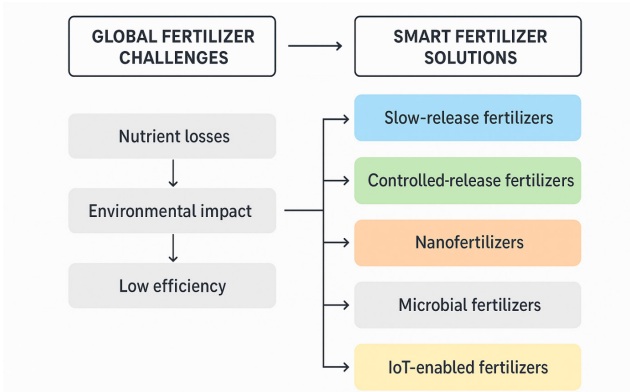 GLOBAL FERTILIZER
CHALLENGES
SMART FERTILIZER
SOLUTIONS
Nutrient losses
Environmental impact
Low efficiency
Slow-release fertilizers
Controlled-release fertilizers
Nanofertilizers
Microbial fertilizers
IoT-enabled fertilizers